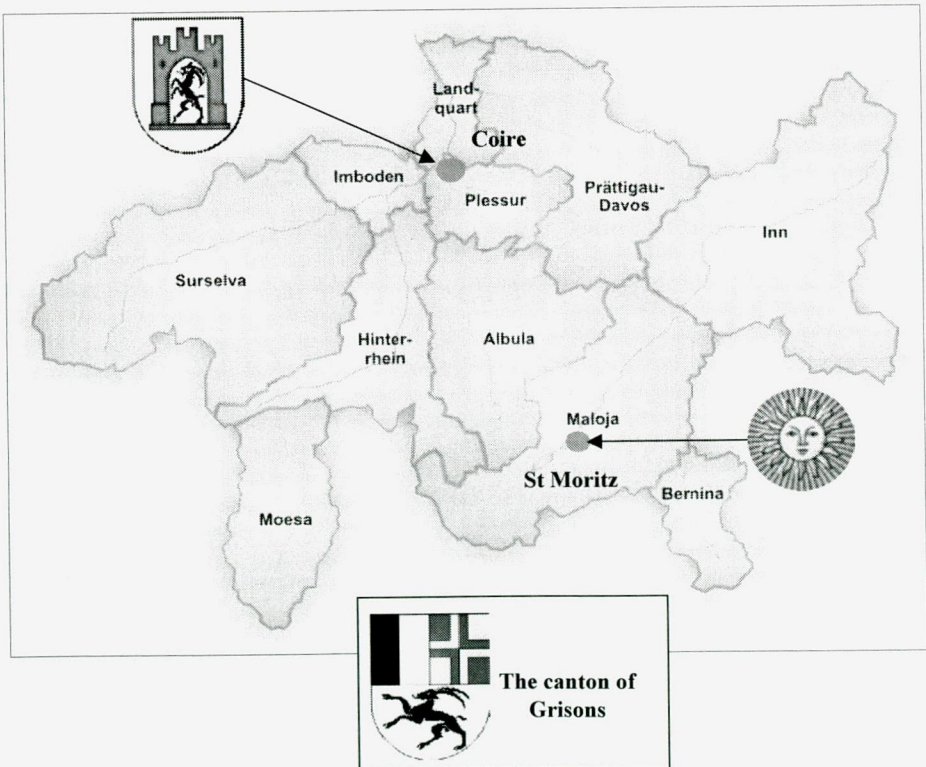 Land-
quart
Coire
Imboden
Plessur
Prättigau-
Davos
Inn
Surselva
Hinter-
rhein
Albula
Maloja
St Moritz
Bernina
Moesa
The canton of
Grisons